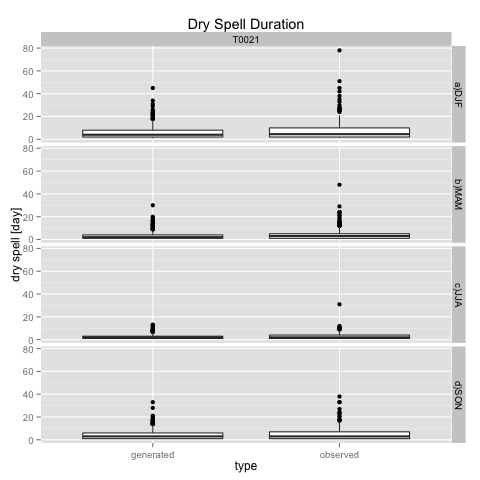 Dry Spell Duration
T0021
80
60
40
20
0
a)DJF
80
60
40
20
0
b)MAM
80
60
40
20
0
c)JJA
80
60
40
20
0
d)SON
dry spell [day]
generated observed
type